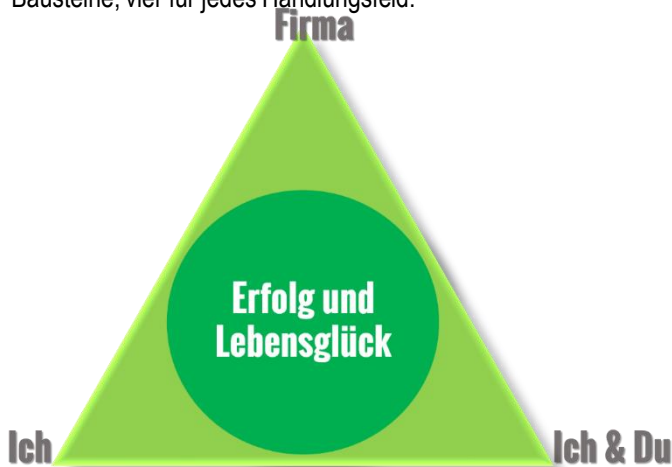 Bausteine, vier für jedes Handlungsfeld.
Firma
Erfolg und
Lebensglück
Ich
Ich & Du